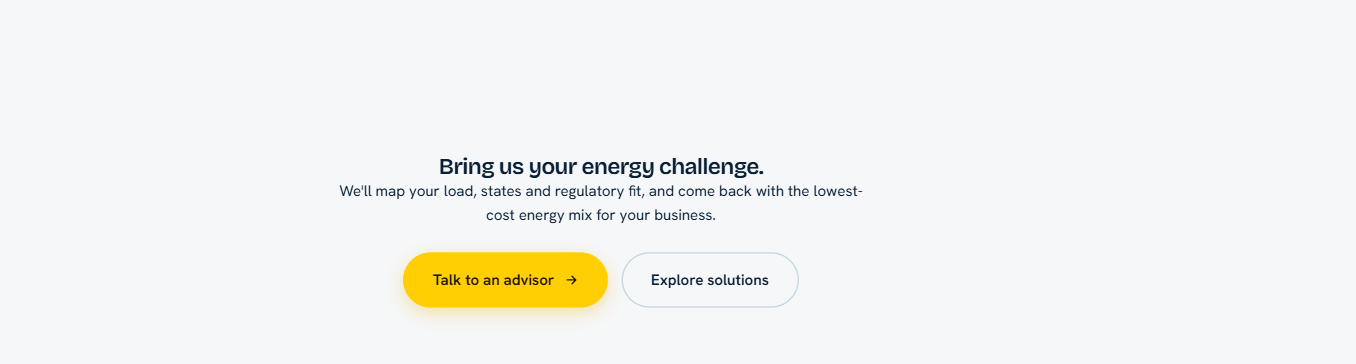 Bring us your energy challenge.
We'll map your load, states and regulatory fit, and come back with the lowest-
cost energy mix for your business.
Talk to an advisor →
Explore solutions